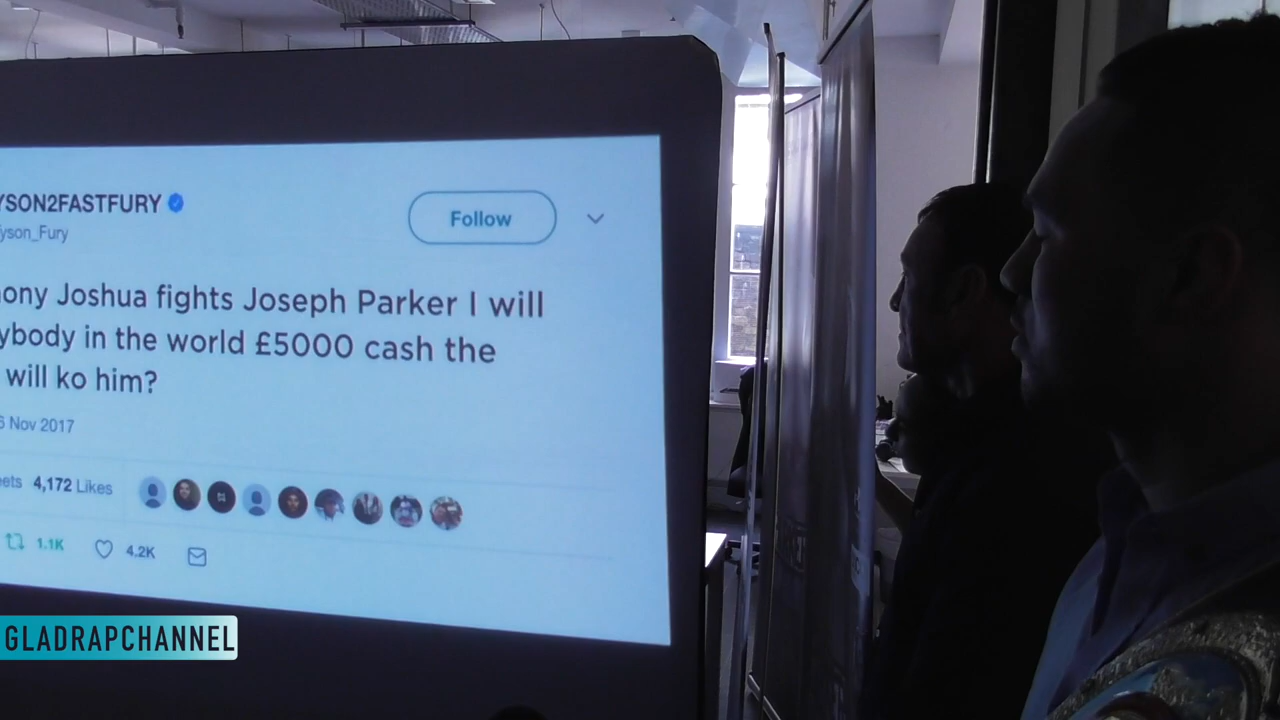 YSON2FASTFURY
yson_Fury
Follow
ony Joshua fights Joseph Parker I will
ybody in the world £5000 cash the
will ko him?
6 Nov 2017
eets 4,172 Likes
1.1K 4.2K
GLADRAPCHANNEL